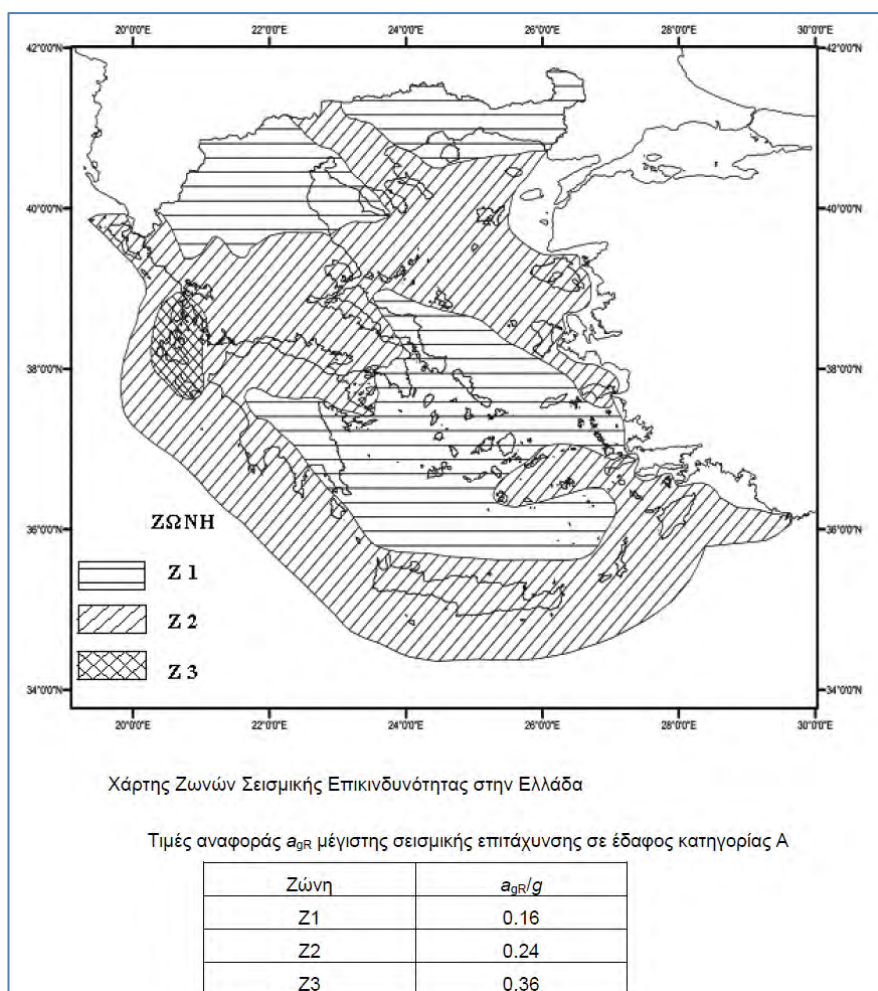 20°0'0"E 22°0'0"E 24°0'0"E 26°0'0"E 28°0'0"E 30°0'0"E
42°0'0"N 42°0'0"N
40°0'0"N 40°0'0"N
38°0'0"N 38°0'0"N
36°0'0"N 36°0'0"N
ΖΩΝΗ
Z 1
Z 2
Z 3
34°0'0"N 34°0'0"N
20°0'0"E 22°0'0"E 24°0'0"E 26°0'0"E 28°0'0"E 30°0'0"E
Χάρτης Ζωνών Σεισμικής Επικινδυνότητας στην Ελλάδα
Τιμές αναφοράς agR μέγιστης σεισμικής επιτάχυνσης σε έδαφος κατηγορίας Α
Ζώνη agR/g
Z1 0.16
Z2 0.24
Z3 0.36